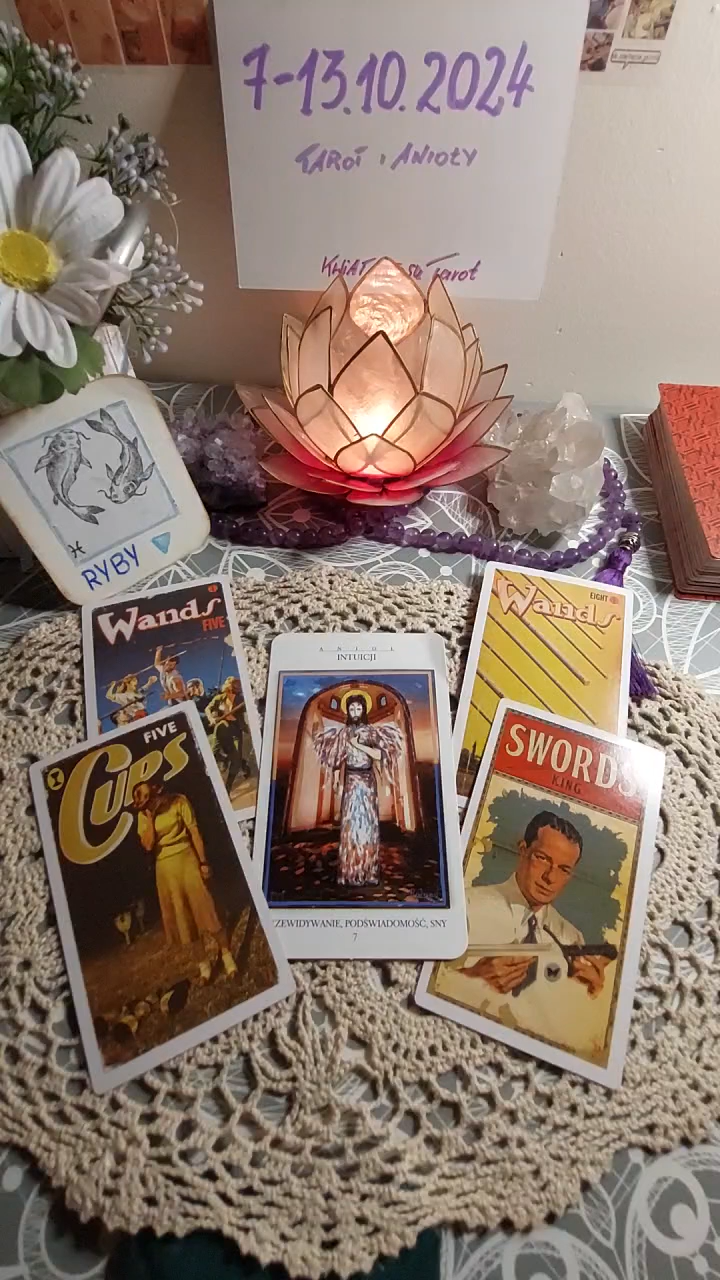 7-13.10.2024
TAROT i ANIOŁY
Tarot
RYBY
Wands
FIVE
Wands
EIGHT
ANIOŁ
INTUICJI
FIVE
CUPS
SWORDS
KING
PODŚWIADOMOŚĆ, SNY
7